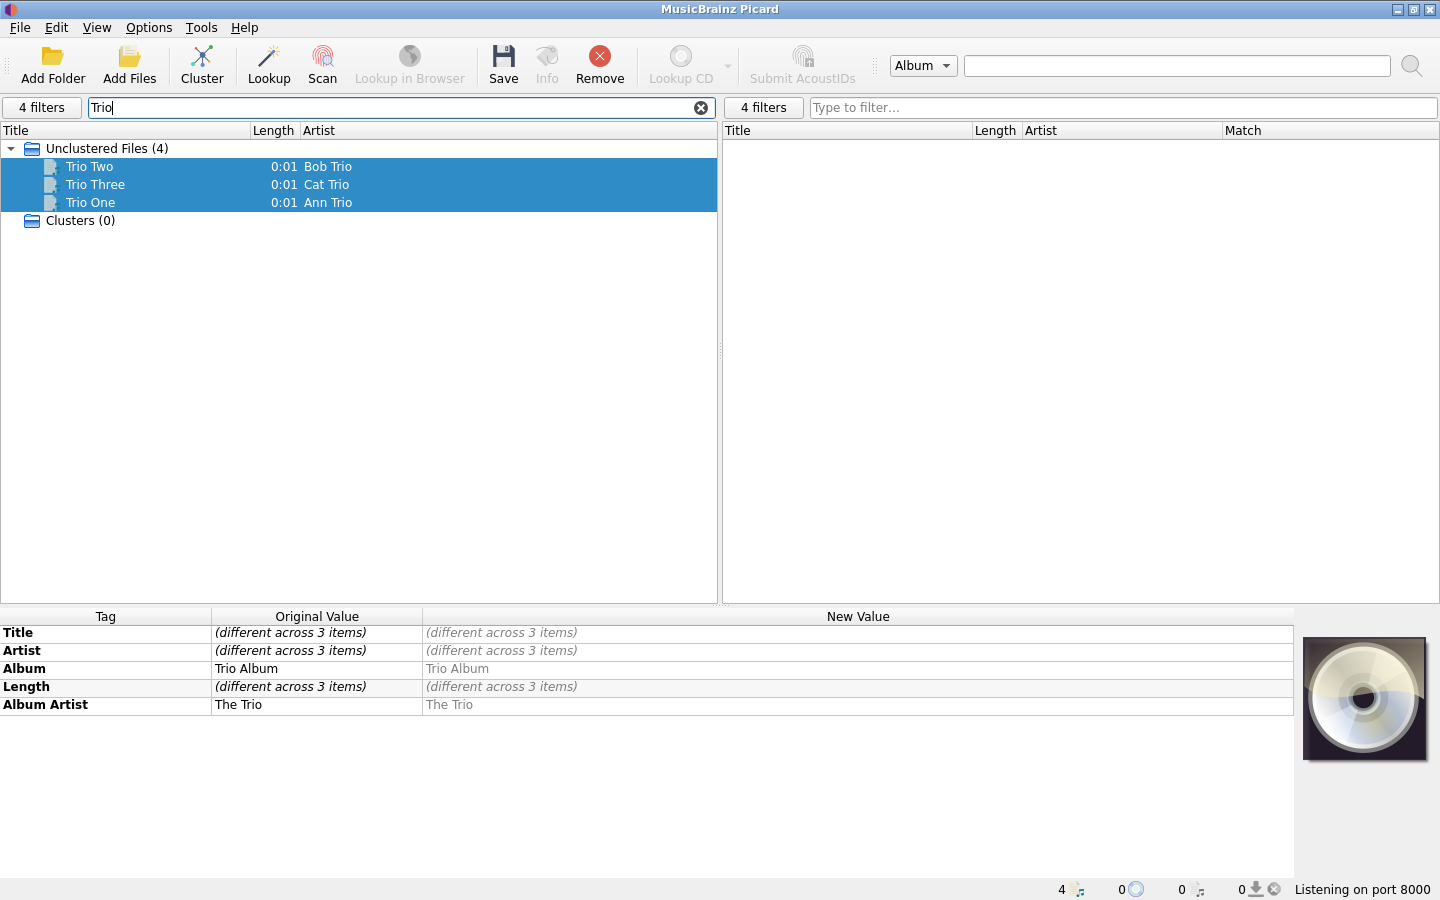 MusicBrainz Picard
File Edit View Options Tools Help
Add Folder Add Files Cluster Lookup Scan Lookup in Browser Save Info Remove Lookup CD Submit AcoustIDs Album
4 filters Trio 4 filters Type to filter...
Title Length Artist Title Length Artist Match
Unclustered Files (4)
Trio Two 0:01 Bob Trio
Trio Three 0:01 Cat Trio
Trio One 0:01 Ann Trio
Clusters (0)
Tag Original Value New Value
Title (different across 3 items) (different across 3 items)
Artist (different across 3 items) (different across 3 items)
Album Trio Album Trio Album
Length (different across 3 items) (different across 3 items)
Album Artist The Trio The Trio
4 0 0 0 Listening on port 8000